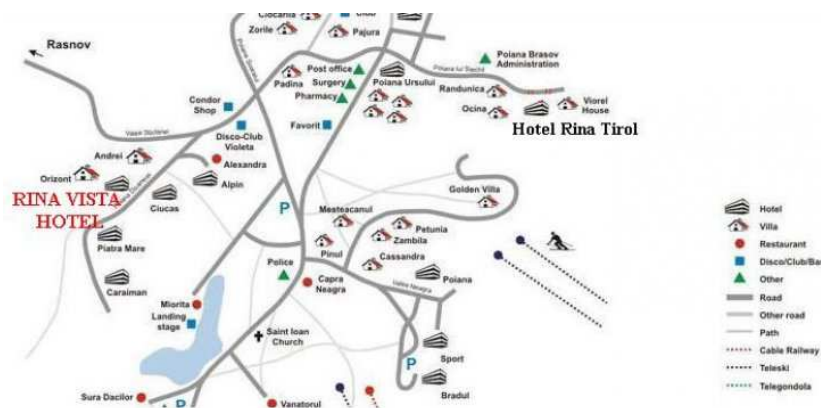 Ciocarlia
Club
Zorile
Pajura
Rasnov
Poiana Brasov
Administration
Post office
Surgery
Pharmacy
Padina
Poiana Ursului
Randunica
Ocina
Viorel
House
Hotel Rina Tirol
Condor
Shop
Disco-Club
Violeta
Favorit
Andrei
Alexandra
Orizont
Alpin
RINA VISTA
HOTEL
Ciucas
P
Golden Villa
Mesteacanul
Petunia
Zambila
Pinul
Cassandra
Piatra Mare
Police
Capra
Neagra
Poiana
Valea Neagra
Caraiman
Miorita
Landing
stage
Saint Ioan
Church
Sport
P
Bradul
Sura Dacilor
P
Vanatorul
Hotel
Villa
Restaurant
Disco/Club/Bar
Other
Road
Other road
Path
Cable Railway
Teleski
Telegondola